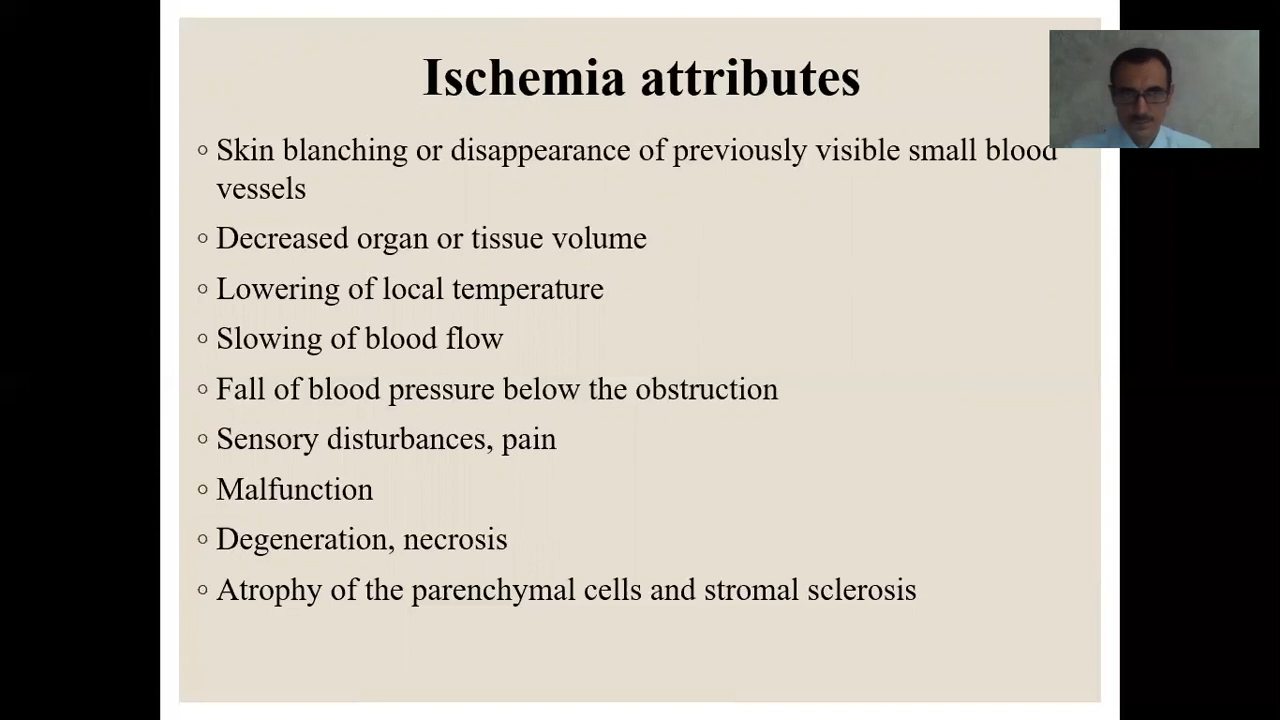 Ischemia attributes
◦ Skin blanching or disappearance of previously visible small blood
vessels
◦ Decreased organ or tissue volume
◦ Lowering of local temperature
◦ Slowing of blood flow
◦ Fall of blood pressure below the obstruction
◦ Sensory disturbances, pain
◦ Malfunction
◦ Degeneration, necrosis
◦ Atrophy of the parenchymal cells and stromal sclerosis